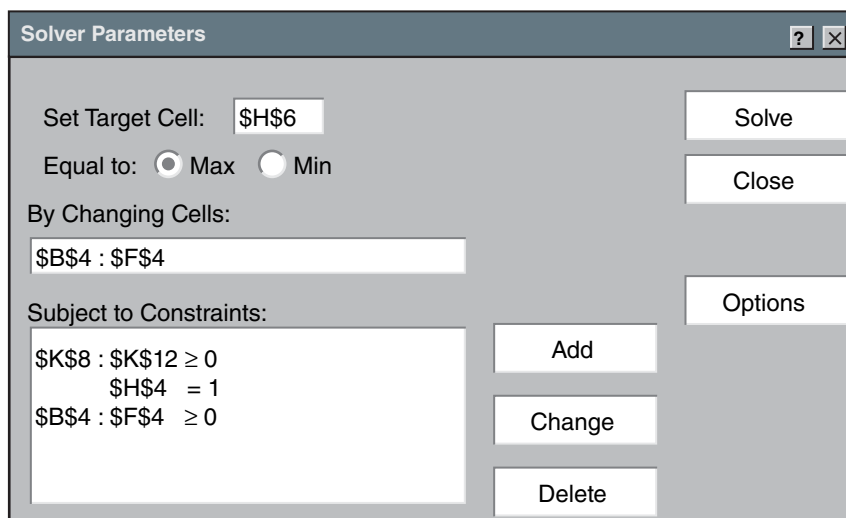 Solver Parameters
? ×
Set Target Cell: $H$6
Solve
Equal to: Max Min
Close
By Changing Cells:
$B$4 : $F$4
Options
Subject to Constraints:
$K$8 : $K$12 ≥ 0
$H$4 = 1
$B$4 : $F$4 ≥ 0
Add
Change
Delete